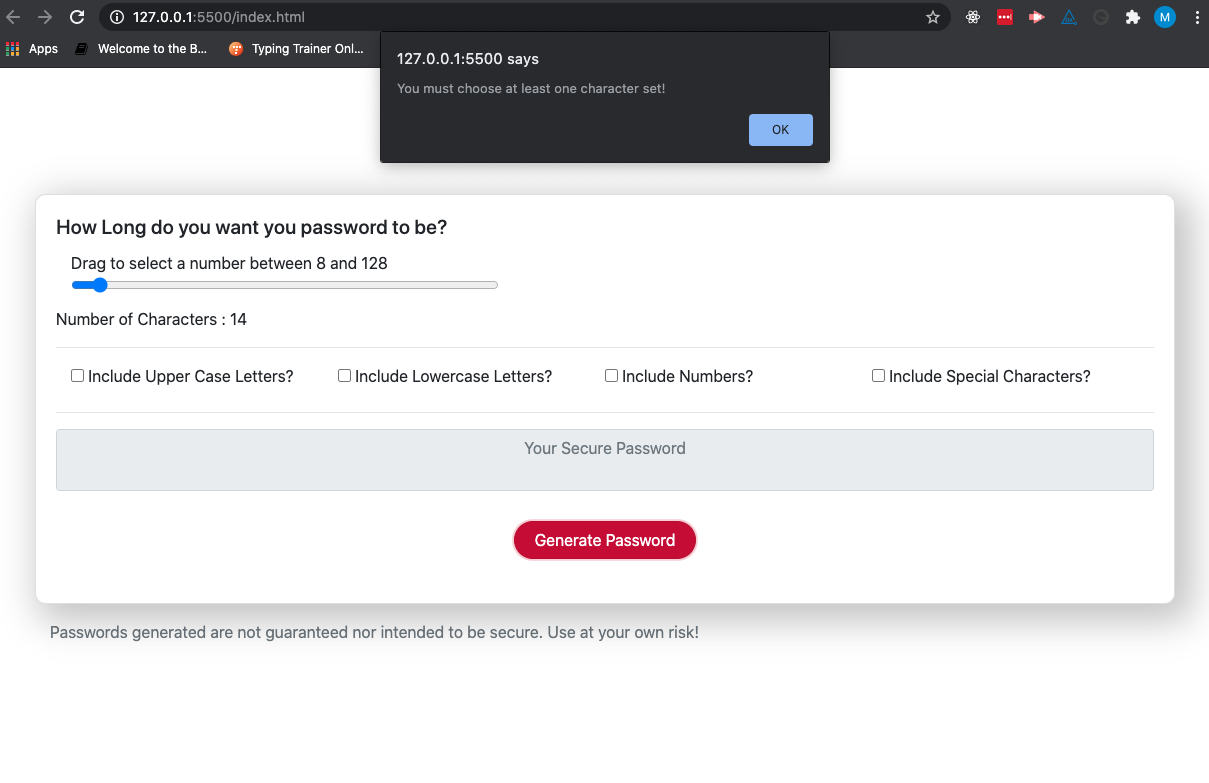 127.0.0.1:5500/index.html
M
Apps
Welcome to the B...
Typing Trainer Onl...
127.0.0.1:5500 says
You must choose at least one character set!
OK
How Long do you want you password to be?
Drag to select a number between 8 and 128
Number of Characters : 14
Include Upper Case Letters? Include Lowercase Letters? Include Numbers? Include Special Characters?
Your Secure Password
Generate Password
Passwords generated are not guaranteed nor intended to be secure. Use at your own risk!